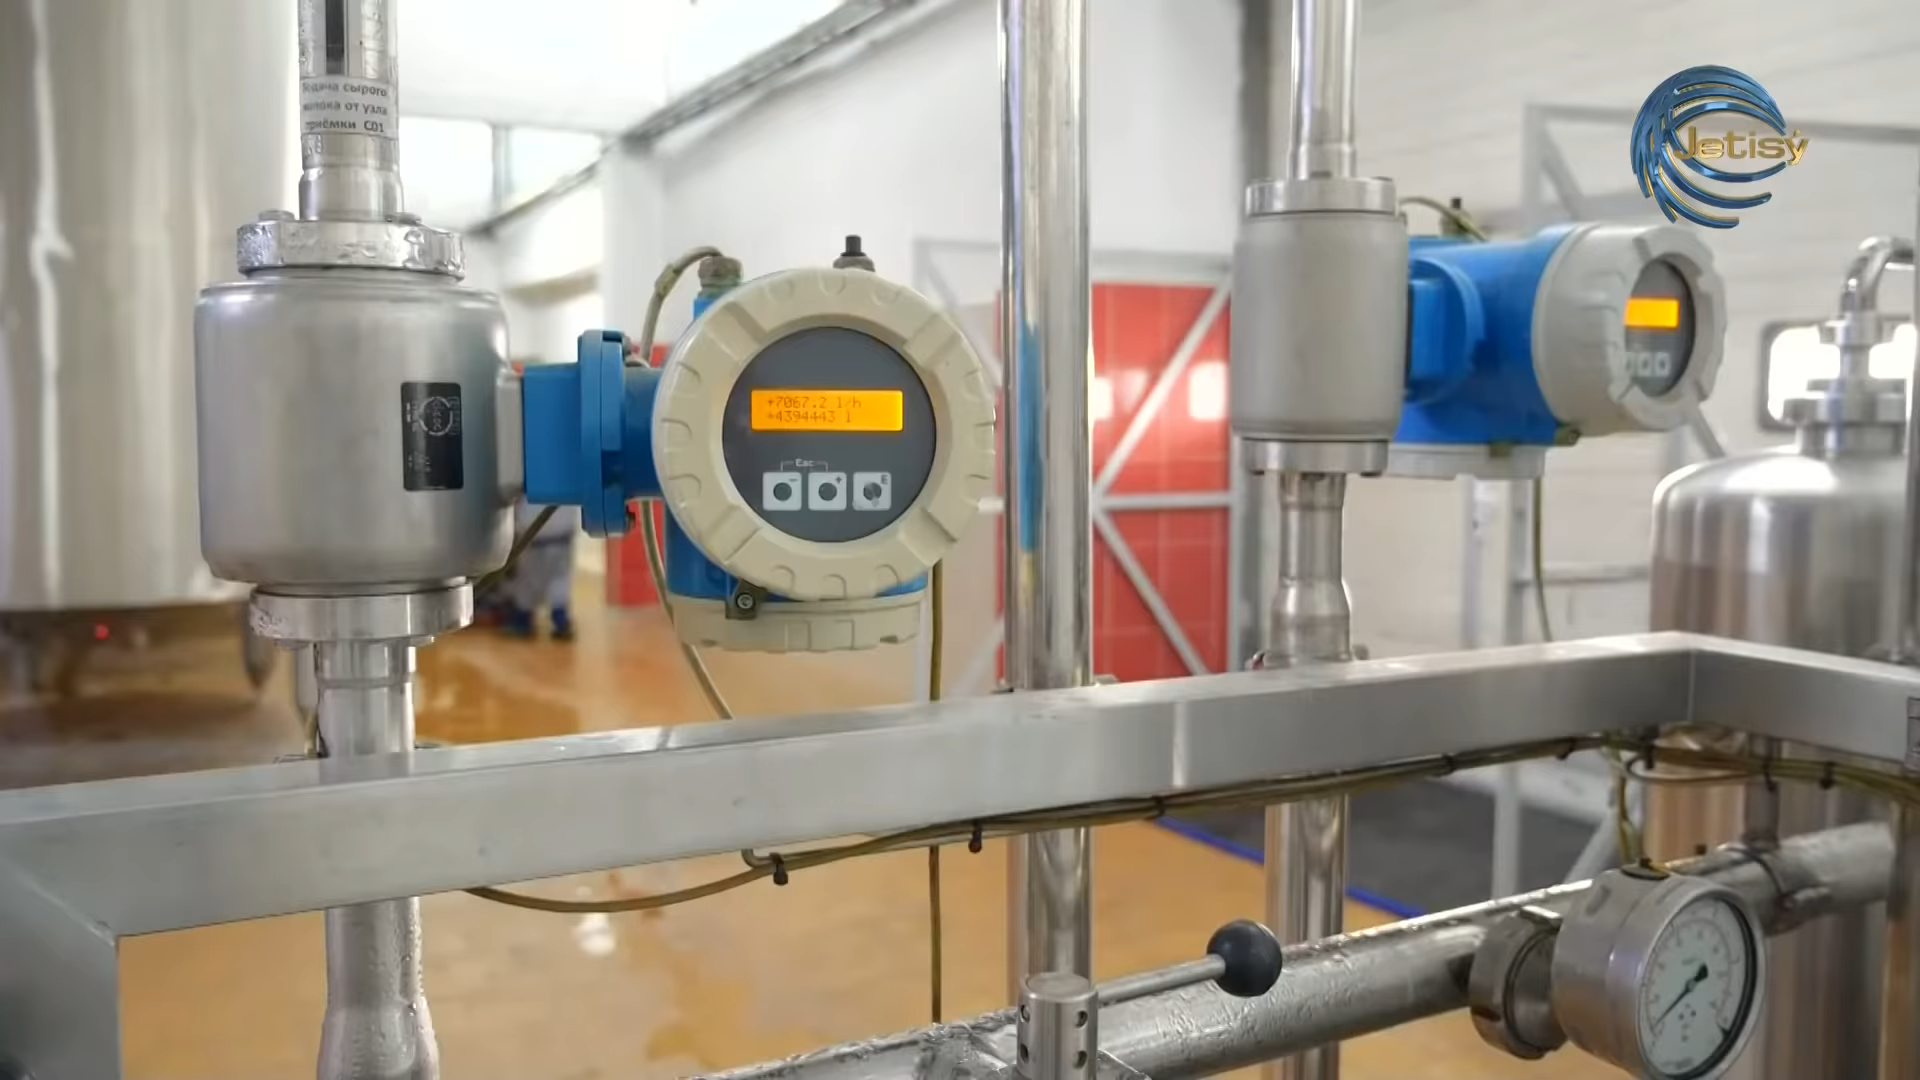 Подача сырого
молока от узла
приёмки С01
Jetisý
+7067.2 l/h
+4394443 l
Esc
- + E